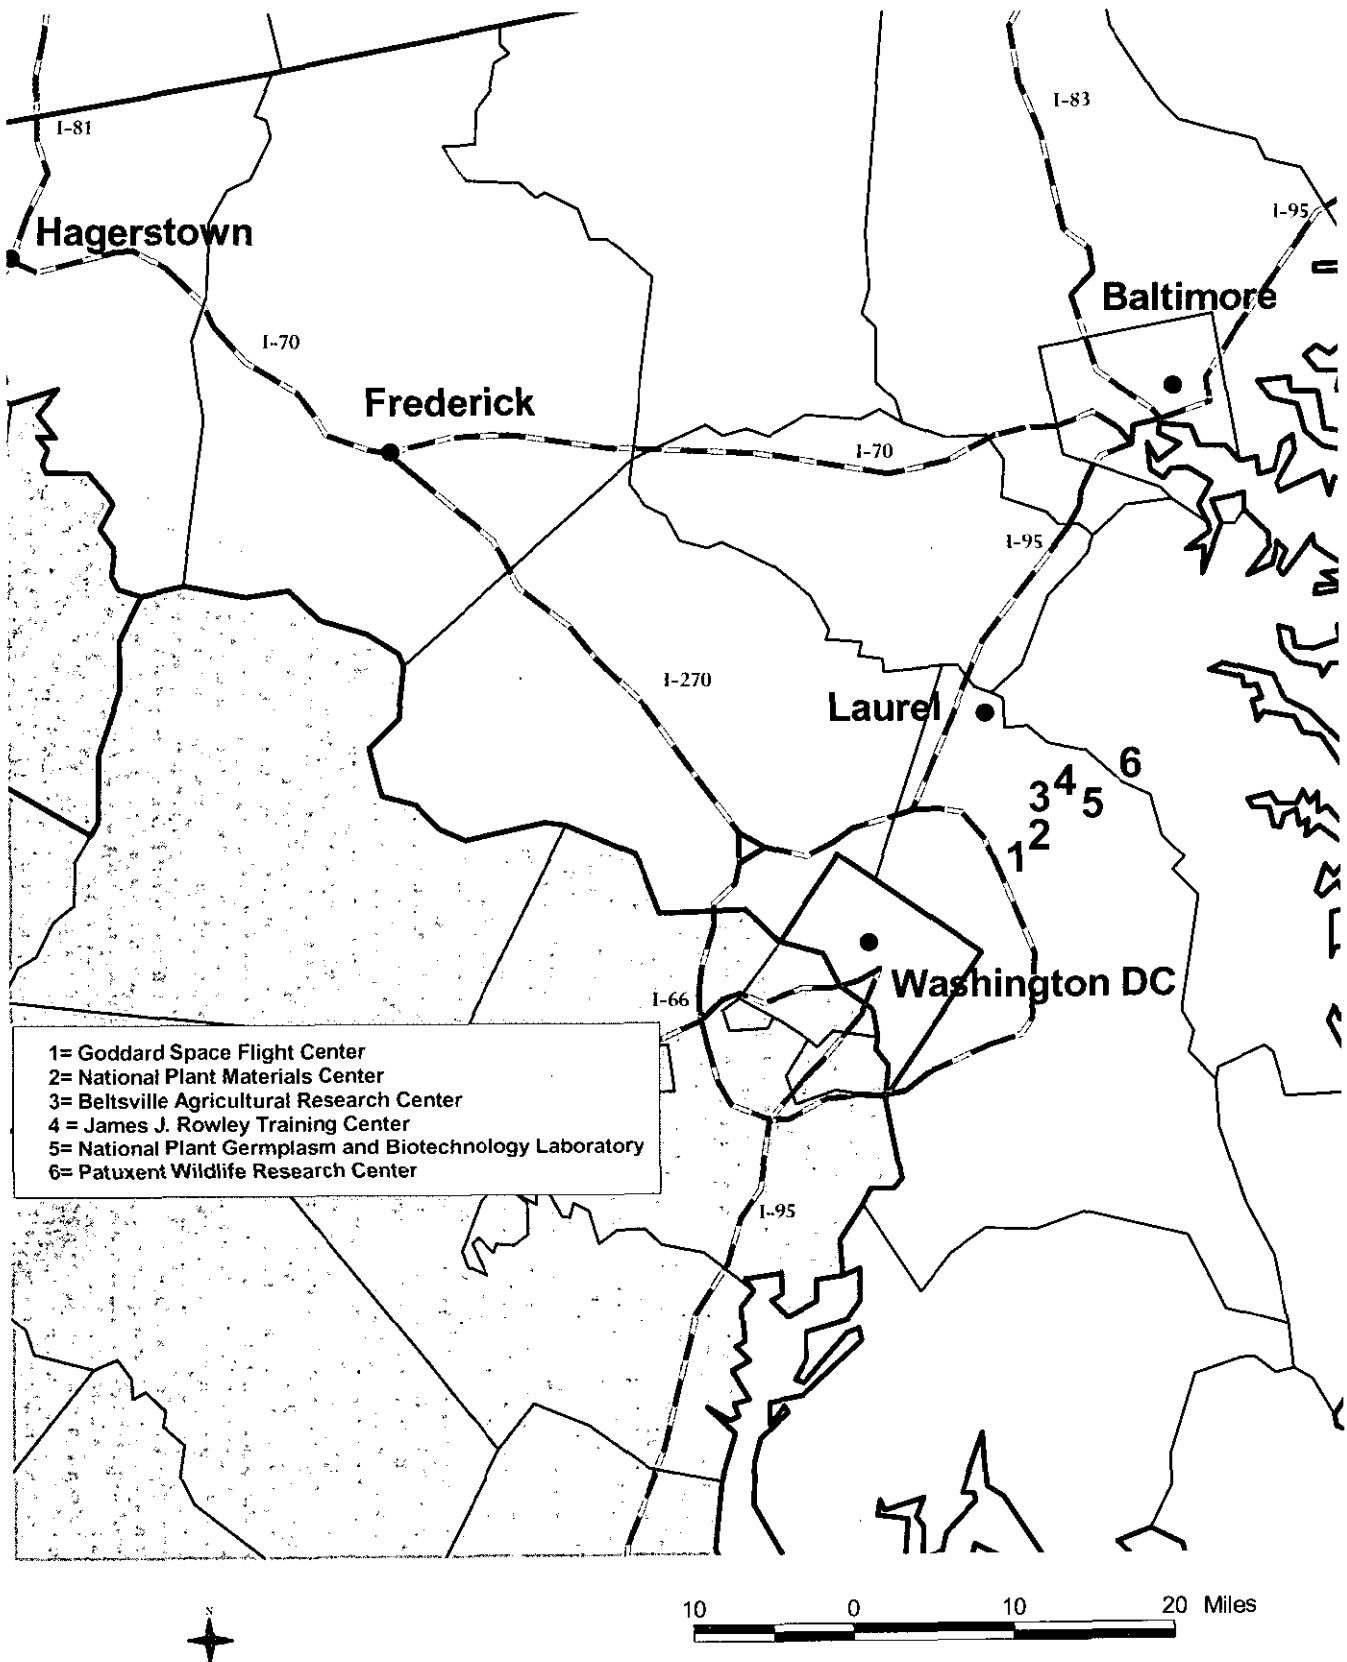 I-81
I-83
I-95
Hagerstown
Baltimore
I-70
Frederick
I-70
I-95
I-270
Laurel
6
4
3
5
2
1
Washington DC
I-66
1= Goddard Space Flight Center
2= National Plant Materials Center
3= Beltsville Agricultural Research Center
4 = James J. Rowley Training Center
5= National Plant Germplasm and Biotechnology Laboratory
6= Patuxent Wildlife Research Center
I-95
N
10 0 10 20 Miles